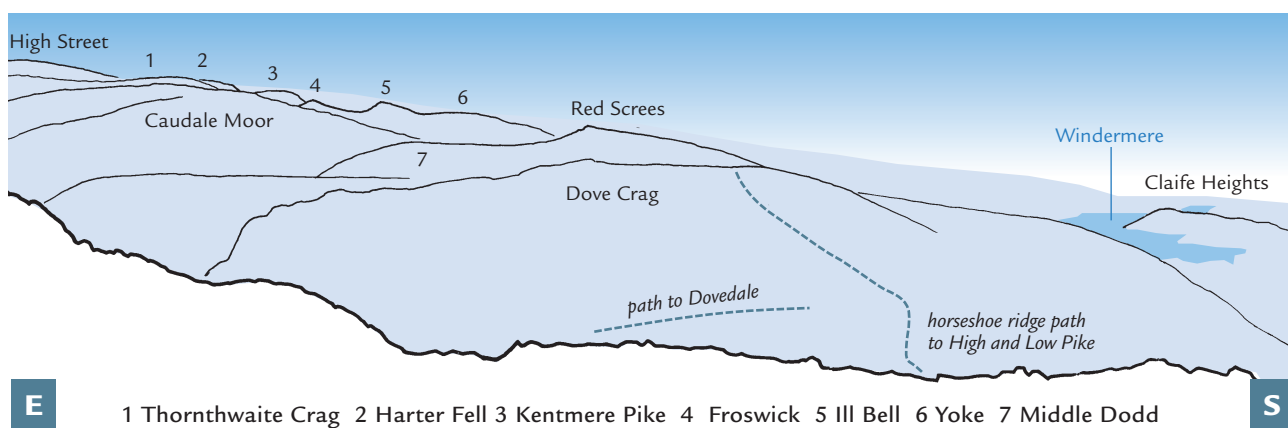 High Street
1
2
3
4
5
6
Red Screes
Caudale Moor
7
Dove Crag
Windermere
Claife Heights
path to Dovedale
horseshoe ridge path
to High and Low Pike
E
S
1 Thornthwaite Crag 2 Harter Fell 3 Kentmere Pike 4 Froswick 5 Ill Bell 6 Yoke 7 Middle Dodd